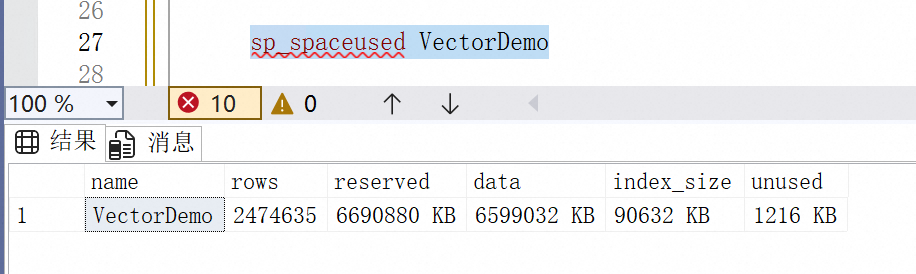 26
27 sp_spaceused VectorDemo
28
100 % 10 0
结果 消息
name rows reserved data index_size unused
1 VectorDemo 2474635 6690880 KB 6599032 KB 90632 KB 1216 KB